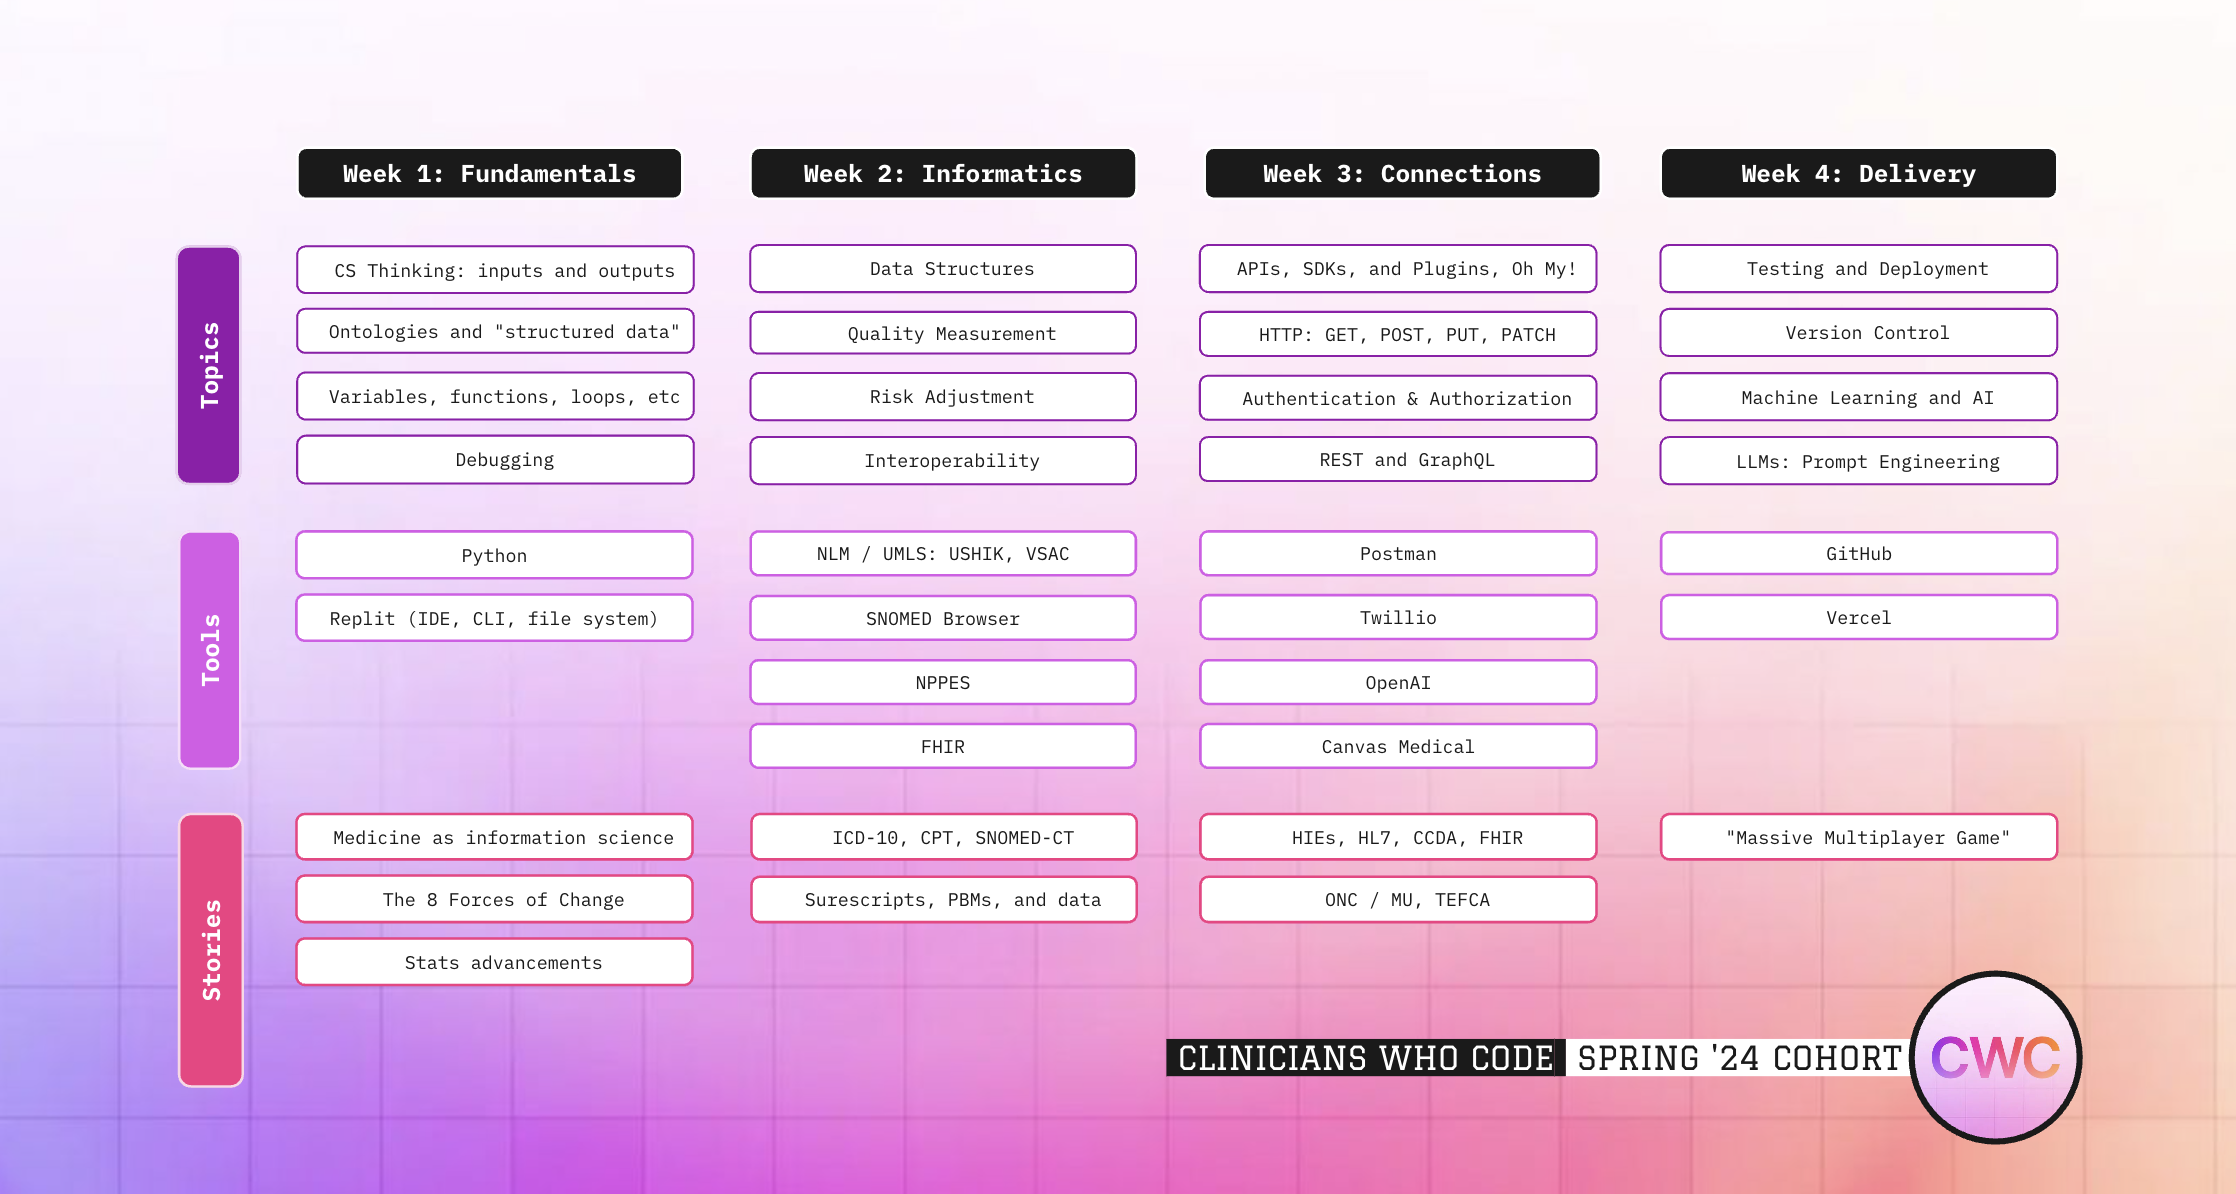 Week 1: Fundamentals
Week 2: Informatics
Week 3: Connections
Week 4: Delivery
Topics
CS Thinking: inputs and outputs
Data Structures
APIs, SDKs, and Plugins, Oh My!
Testing and Deployment
Ontologies and "structured data"
Quality Measurement
HTTP: GET, POST, PUT, PATCH
Version Control
Variables, functions, loops, etc
Risk Adjustment
Authentication & Authorization
Machine Learning and AI
Debugging
Interoperability
REST and GraphQL
LLMs: Prompt Engineering
Tools
Python
NLM / UMLS: USHIK, VSAC
Postman
GitHub
Replit (IDE, CLI, file system)
SNOMED Browser
Twillio
Vercel
NPPES
OpenAI
FHIR
Canvas Medical
Stories
Medicine as information science
ICD-10, CPT, SNOMED-CT
HIEs, HL7, CCDA, FHIR
"Massive Multiplayer Game"
The 8 Forces of Change
Surescripts, PBMs, and data
ONC / MU, TEFCA
Stats advancements
CLINICIANS WHO CODE SPRING '24 COHORT
CWC